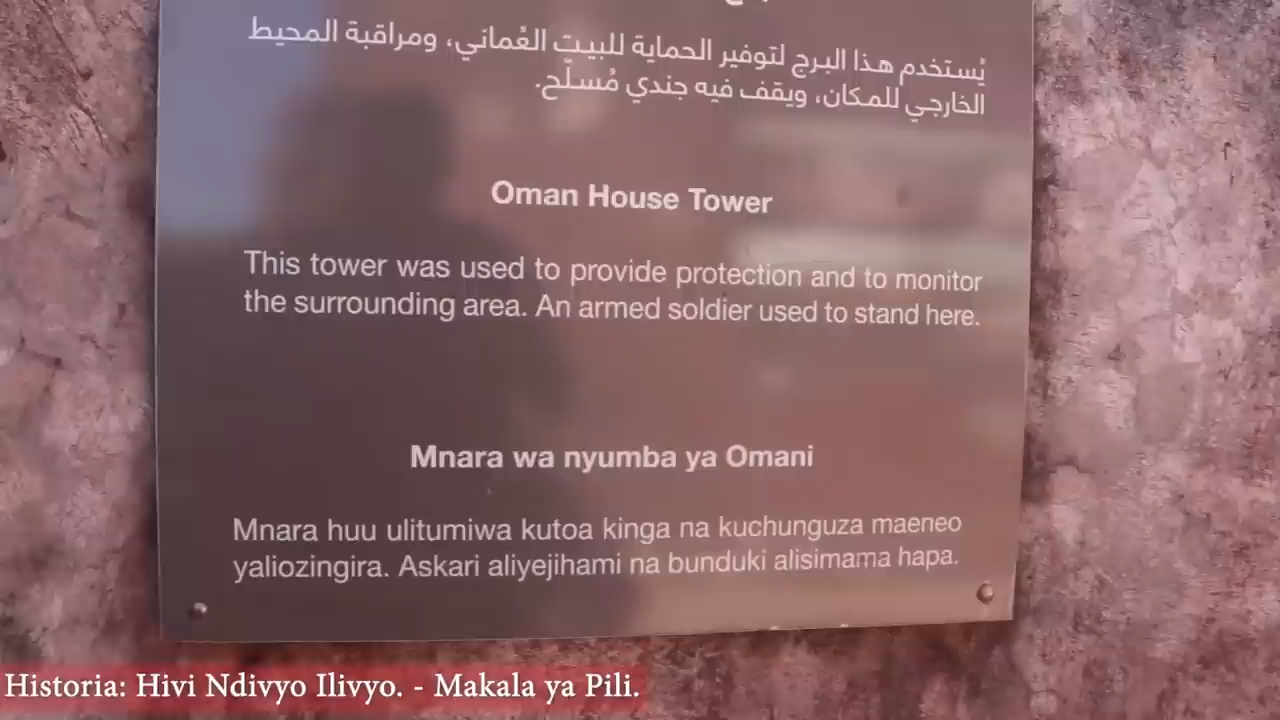 يُستخدم هذا البرج لتوفير الحماية للبيت العُماني، ومراقبة المحيط
الخارجي للمكان، ويقف فيه جندي مُسلّح.
Oman House Tower
This tower was used to provide protection and to monitor
the surrounding area. An armed soldier used to stand here.
Mnara wa nyumba ya Omani
Mnara huu ulitumiwa kutoa kinga na kuchunguza maeneo
yaliozingira. Askari aliyejihami na bunduki alisimama hapa.
Historia: Hivi Ndivyo Ilivyo. - Makala ya Pili.